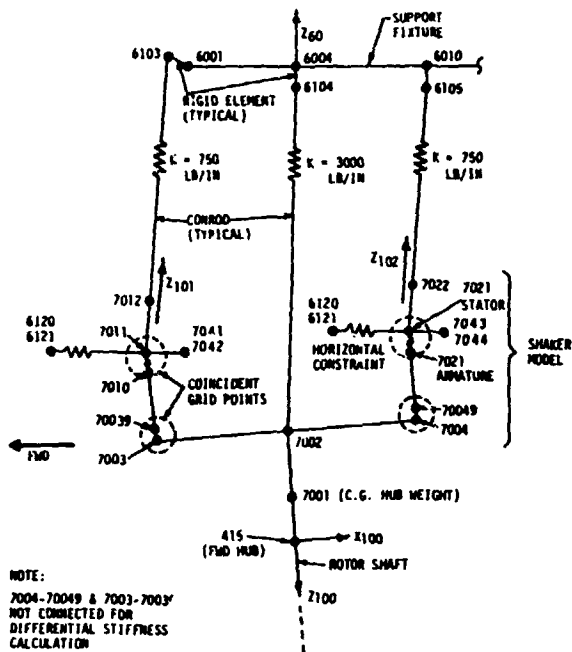 Z60
SUPPORT
FIXTURE
6103
6001
6004
6010
RIGID ELEMENT
(TYPICAL)
6104
6105
K = 750
LB/IN
K = 3000
LB/IN
K = 750
LB/IN
CONROD
(TYPICAL)
Z101
Z102
7012
7022
7021
STATOR
6120
6121
7011
7041
7042
6120
6121
7043
7044
HORIZONTAL
CONSTRAINT
7021
ARMATURE
SHAKER
MODEL
7010
COINCIDENT
GRID POINTS
70039
70049
7004
7003
7002
FWD
7001 (C.G. HUB WEIGHT)
415
(FWD HUB)
X100
ROTOR SHAFT
Z100
NOTE:
7004-70049 & 7003-7003
NOT CONNECTED FOR
DIFFERENTIAL STIFFNESS
CALCULATION